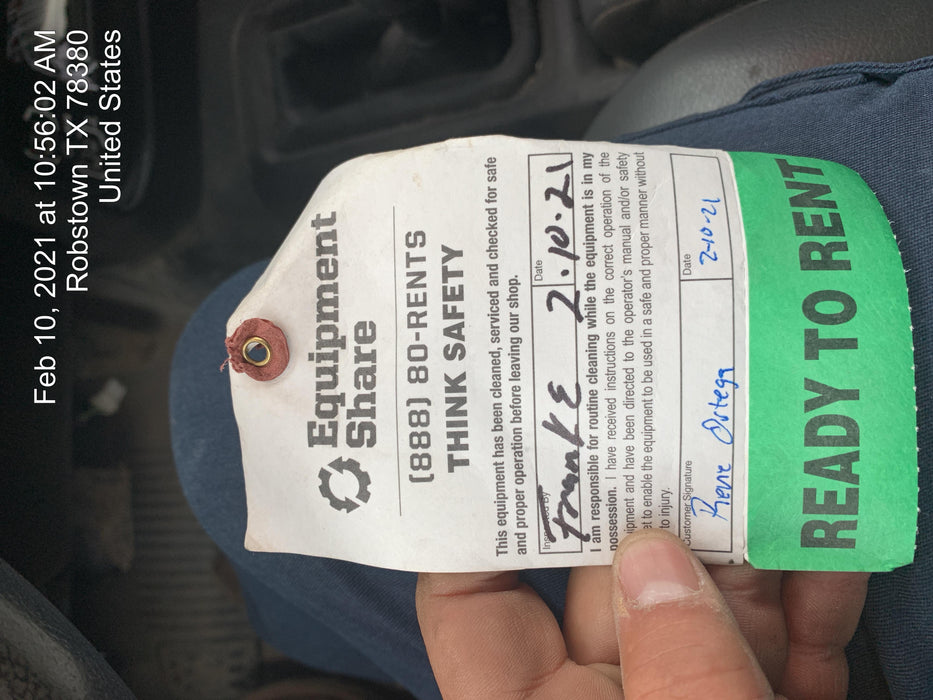 Feb 10, 2021 at 10:56:02 AM
Robstown TX 78380
United States
Equipment
Share
(888) 80-RENTS
THINK SAFETY
This equipment has been cleaned, serviced and checked for safe
and proper operation before leaving our shop.
Inspected By Date
Frank E 2.10.21
I am responsible for routine cleaning while the equipment is in my
possession. I have received instructions on the correct operation of the
ipment and have been directed to the operator's manual and/or safety
et to enable the equipment to be used in a safe and proper manner without
to injury.
Customer Signature Date
Rene Ortega 2-10-21
READY TO RENT